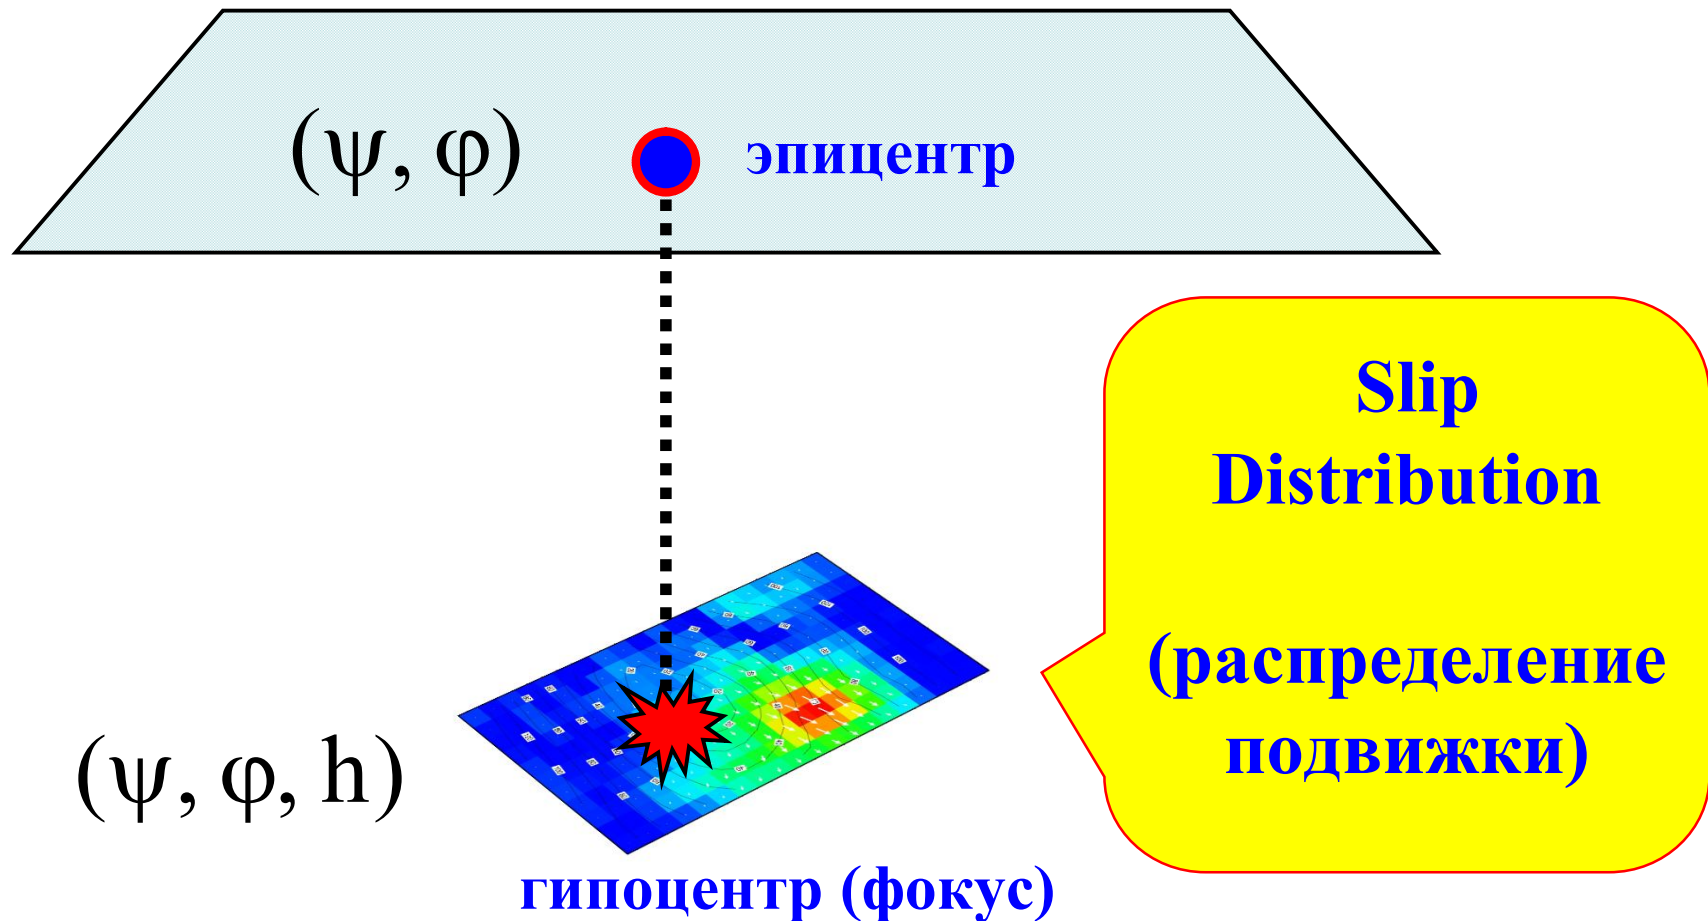 (ψ, φ)
эпицентр
Slip
Distribution
(распределение
подвижки)
(ψ, φ, h)
гипоцентр (фокус)